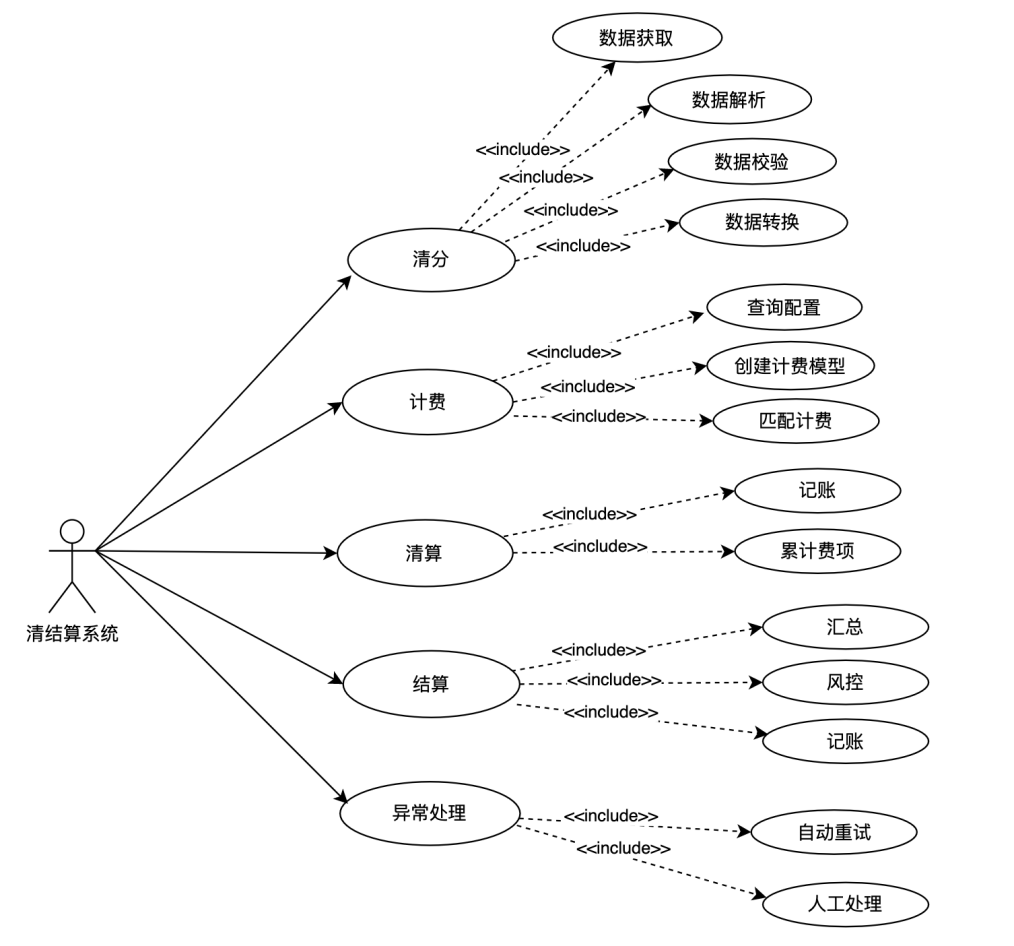 数据获取
数据解析
<<include>>
数据校验
<<include>>
<<include>>
数据转换
<<include>>
清分
查询配置
<<include>>
创建计费模型
<<include>>
计费
<<include>>
匹配计费
记账
<<include>>
清算
<<include>>
累计费项
清结算系统
汇总
<<include>>
结算
<<include>>
风控
<<include>>
记账
异常处理
<<include>>
自动重试
<<include>>
人工处理